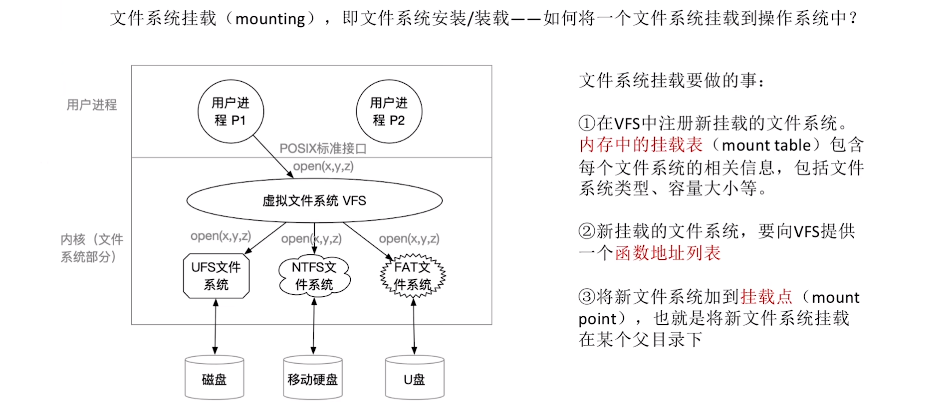 文件系统挂载（mounting），即文件系统安装/装载——如何将一个文件系统挂载到操作系统中？
用户进程
用户进
程 P1
用户进
程 P2
POSIX标准接口
open(x,y,z)
内核（文件
系统部分）
虚拟文件系统 VFS
open(x,y,z)
open(x,y,z)
open(x,y,z)
UFS文件
系统
NTFS文
件系统
FAT文
件系统
磁盘
移动硬盘
U盘
文件系统挂载要做的事：
①在VFS中注册新挂载的文件系统。
内存中的挂载表（mount table）包含
每个文件系统的相关信息，包括文件
系统类型、容量大小等。
②新挂载的文件系统，要向VFS提供
一个函数地址列表
③将新文件系统加到挂载点（mount
point），也就是将新文件系统挂载
在某个父目录下